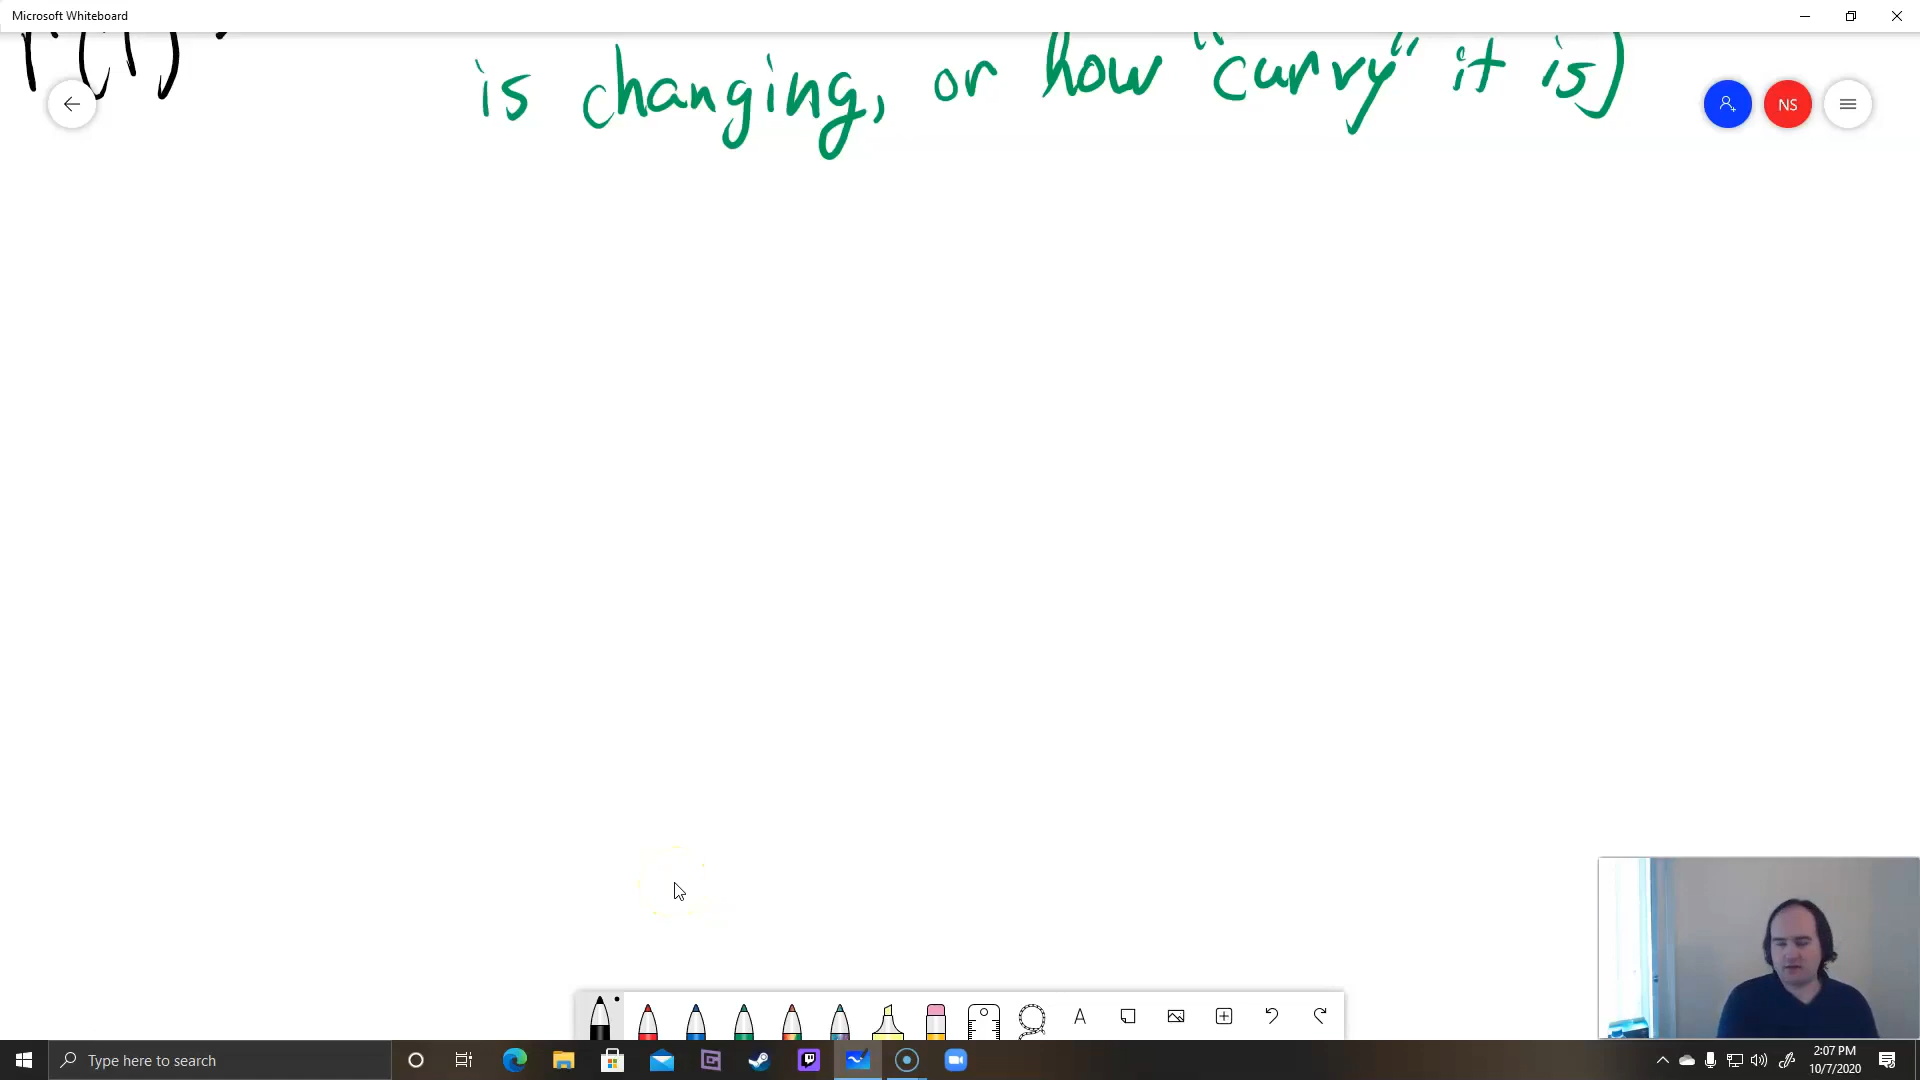 Microsoft Whiteboard
is changing, or how "curvy" it is)
NS
A
Type here to search
2:07 PM
10/7/2020